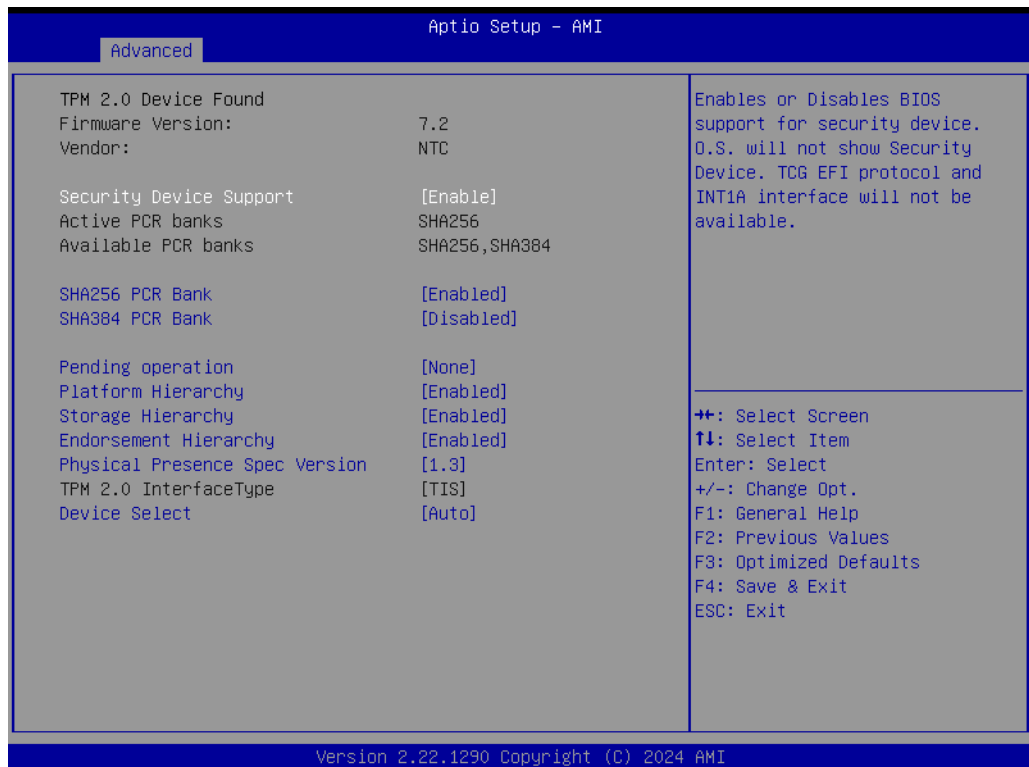 Aptio Setup – AMI
Advanced
TPM 2.0 Device Found
Firmware Version: 7.2
Vendor: NTC
Security Device Support [Enable]
Active PCR banks SHA256
Available PCR banks SHA256,SHA384
SHA256 PCR Bank [Enabled]
SHA384 PCR Bank [Disabled]
Pending operation [None]
Platform Hierarchy [Enabled]
Storage Hierarchy [Enabled]
Endorsement Hierarchy [Enabled]
Physical Presence Spec Version [1.3]
TPM 2.0 InterfaceType [TIS]
Device Select [Auto]
Enables or Disables BIOS
support for security device.
O.S. will not show Security
Device. TCG EFI protocol and
INT1A interface will not be
available.
→←: Select Screen
↑↓: Select Item
Enter: Select
+/-: Change Opt.
F1: General Help
F2: Previous Values
F3: Optimized Defaults
F4: Save & Exit
ESC: Exit
Version 2.22.1290 Copyright (C) 2024 AMI